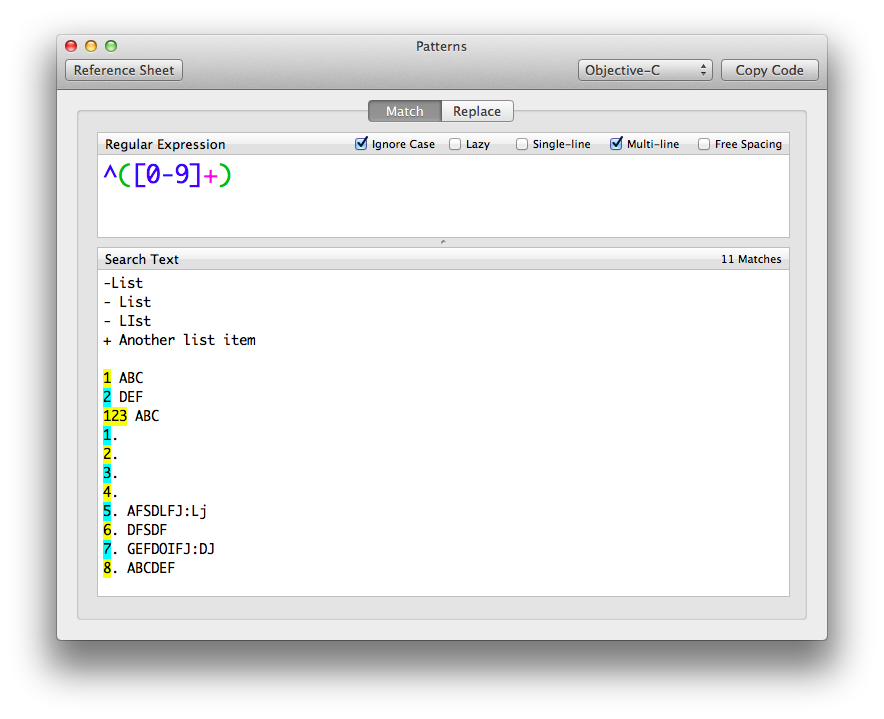 Patterns
Reference Sheet Objective-C Copy Code
Match Replace
Regular Expression Ignore Case Lazy Single-line Multi-line Free Spacing
^([0-9]+)
Search Text 11 Matches
-List
- List
- LIst
+ Another list item
1 ABC
2 DEF
123 ABC
1.
2.
3.
4.
5. AFSDLFJ:Lj
6. DFSDF
7. GEFDOIFJ:DJ
8. ABCDEF